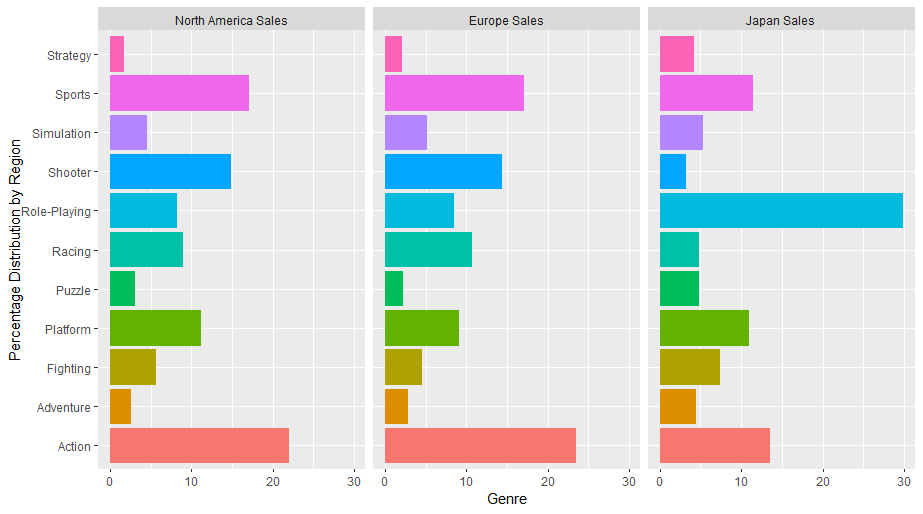 North America Sales Europe Sales Japan Sales
Percentage Distribution by Region
Strategy
Sports
Simulation
Shooter
Role-Playing
Racing
Puzzle
Platform
Fighting
Adventure
Action
0 10 20 30 0 10 20 30 0 10 20 30
Genre